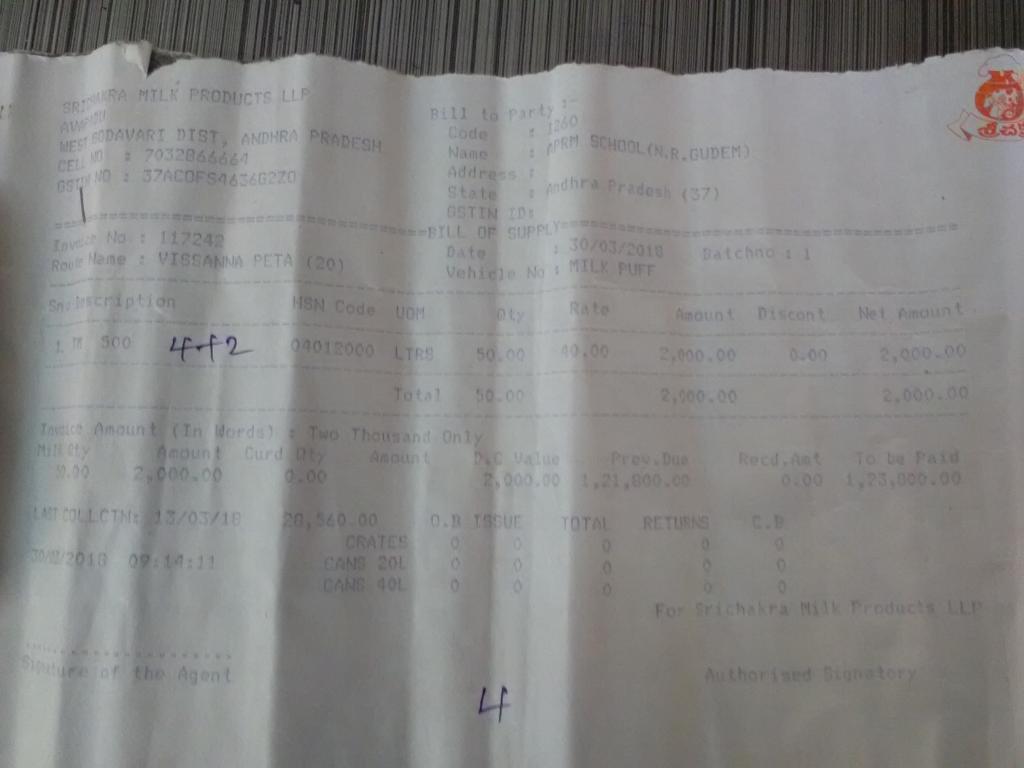 SRICHAKRA MILK PRODUCTS LLP
WEST GODAVARI DIST, ANDHRA PRADESH
CELL NO : 7032866664
GSTIN NO : 37ACOFS4636G2ZO
Bill to Party :-
Code : 1260
Name : APRM SCHOOL(N.R.GUDEM)
Address :
State : Andhra Pradesh (37)
GSTIN ID:
BILL OF SUPPLY
Invoice No : 117242
Route Name : VISSANNA PETA (20)
Date : 30/03/2018 Batchno : 1
Vehicle No : MILK PUFF
Sn. Description HSN Code UOM Qty Rate Amount Discont Net Amount
1 TM 500 4+2 04012000 LTRS 50.00 40.00 2,000.00 0.00 2,000.00
Total 50.00 2,000.00 2,000.00
Invoice Amount (In Words) : Two Thousand Only
Milk Qty Amount Curd Qty Amount D.C Value Prev.Due Recd.Amt To be Paid
50.00 2,000.00 0.00 2,000.00 1,21,800.00 0.00 1,23,800.00
LAST COLLCTN: 13/03/18 28,560.00 O.B ISSUE TOTAL RETURNS C.B
CRATES 0 0 0 0 0
09:14:11 CANS 20L 0 0 0 0 0
CANS 40L 0 0 0 0 0
For Srichakra Milk Products LLP
of the Agent Authorised Signatory
4